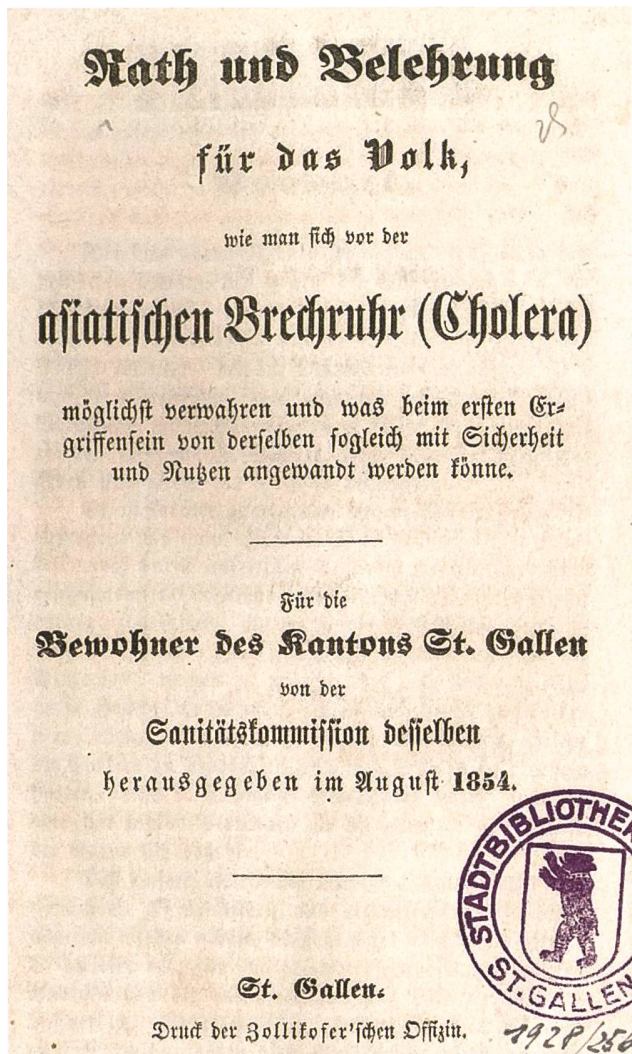 Rath und Belehrung
für das Volk,
wie man sich vor der
asiatischen Brechruhr (Cholera)
möglichst verwahren und was beim ersten Er-
griffensein von derselben sogleich mit Sicherheit
und Nutzen angewandt werden könne.
Für die
Bewohner des Kantons St. Gallen
von der
Sanitätskommission desselben
herausgegeben im August 1854.
STADTBIBLIOTHEK
ST. GALLEN
St. Gallen.
Druck der Zollikofer'schen Offizin.
1928/256